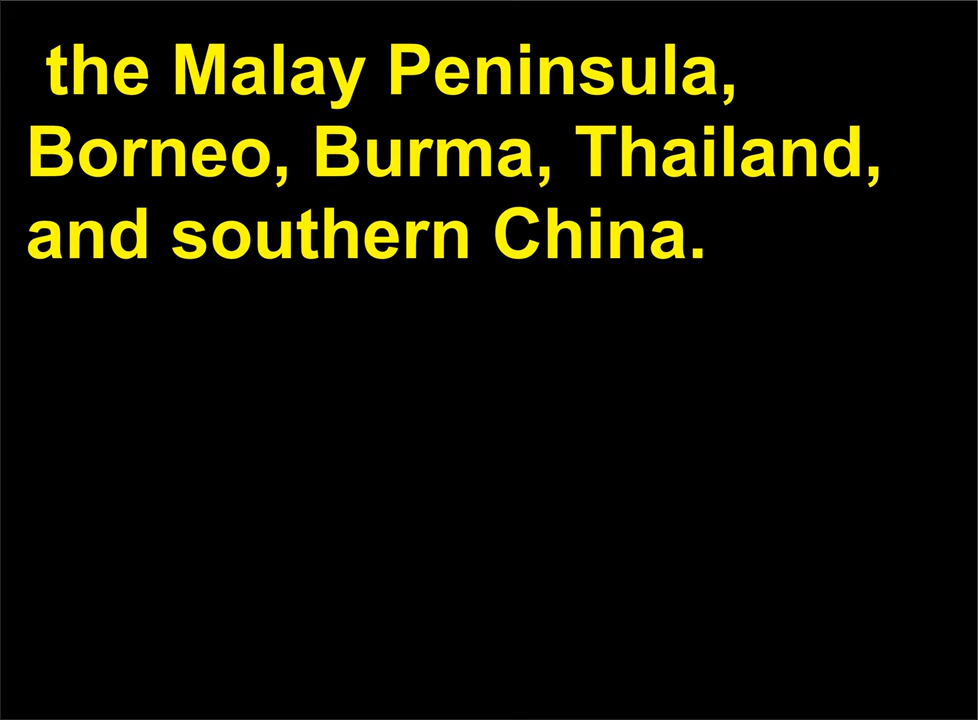 the Malay Peninsula,
Borneo, Burma, Thailand,
and southern China.